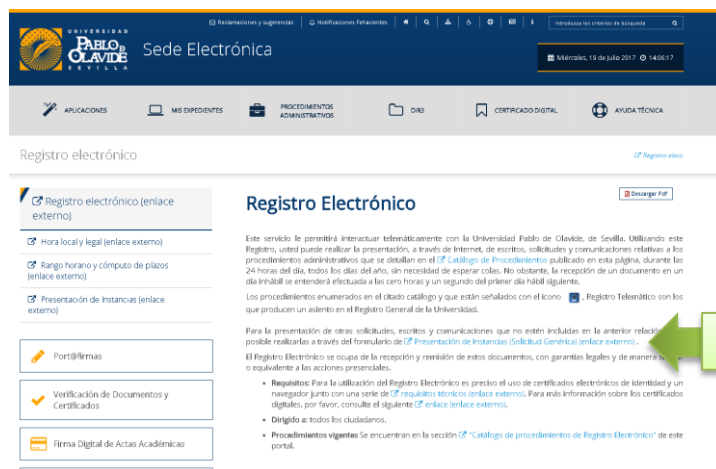 Reclamaciones y sugerencias
Notificaciones Fehacientes
Introduzca los criterios de búsqueda
UNIVERSIDAD
PABLO DE
OLAVIDE
SEVILLA
Sede Electrónica
Miércoles, 19 de Julio 2017 14:06:17
APLICACIONES
MIS EXPEDIENTES
PROCEDIMIENTOS
ADMINISTRATIVOS
DIR3
CERTIFICADO DIGITAL
AYUDA TÉCNICA
Registro electrónico
Registro elect.
Registro electrónico (enlace
externo)
Hora local y legal (enlace externo)
Rango horario y cómputo de plazos
(enlace externo)
Presentación de Instancias (enlace
externo)
Port@firmas
Verificación de Documentos y
Certificados
Firma Digital de Actas Académicas
Descargar Pdf
Registro Electrónico
Este servicio le permitirá interactuar telemáticamente con la Universidad Pablo de Olavide, de Sevilla. Utilizando este
Registro, usted puede realizar la presentación, a través de Internet, de escritos, solicitudes y comunicaciones relativas a los
procedimientos administrativos que se detallan en el Catálogo de Procedimientos publicado en esta página, durante las
24 horas del día, todos los días del año, sin necesidad de esperar colas. No obstante, la recepción de un documento en un
día inhábil se entenderá efectuada a las cero horas y un segundo del primer día hábil siguiente.
Los procedimientos enumerados en el citado catálogo y que están señalados con el icono , Registro Telemático son los
que producen un asiento en el Registro General de la Universidad.
Para la presentación de otras solicitudes, escritos y comunicaciones que no estén incluidas en la anterior relación
posible realizarlas a través del formulario de Presentación de Instancias (Solicitud Genérica) (enlace externo) .
El Registro Electrónico se ocupa de la recepción y remisión de estos documentos, con garantías legales y de manera
o equivalente a las acciones presenciales.
• Requisitos: Para la utilización del Registro Electrónico es preciso el uso de certificados electrónicos de identidad y un
navegador junto con una serie de requisitos técnicos (enlace externo). Para más información sobre los certificados
digitales, por favor, consulte el siguiente enlace (enlace externo).
• Dirigido a: todos los ciudadanos.
• Procedimientos vigentes Se encuentran en la sección "Catálogo de procedimientos de Registro Electrónico" de este
portal.